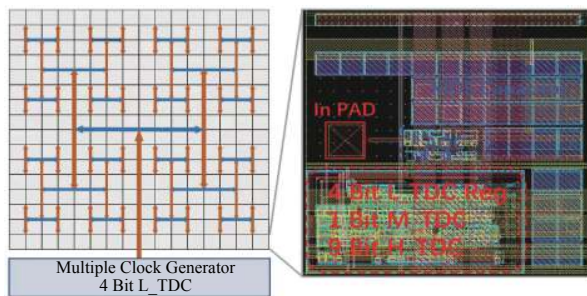 In PAD
4 Bit L_TDC Reg
1 Bit M_TDC
9 Bit H_TDC
Multiple Clock Generator
4 Bit L_TDC